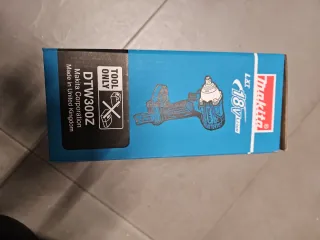 makita
LXT
18V
TOOL
ONLY
DTW300Z
Makita Corporation
Made in United Kingdom